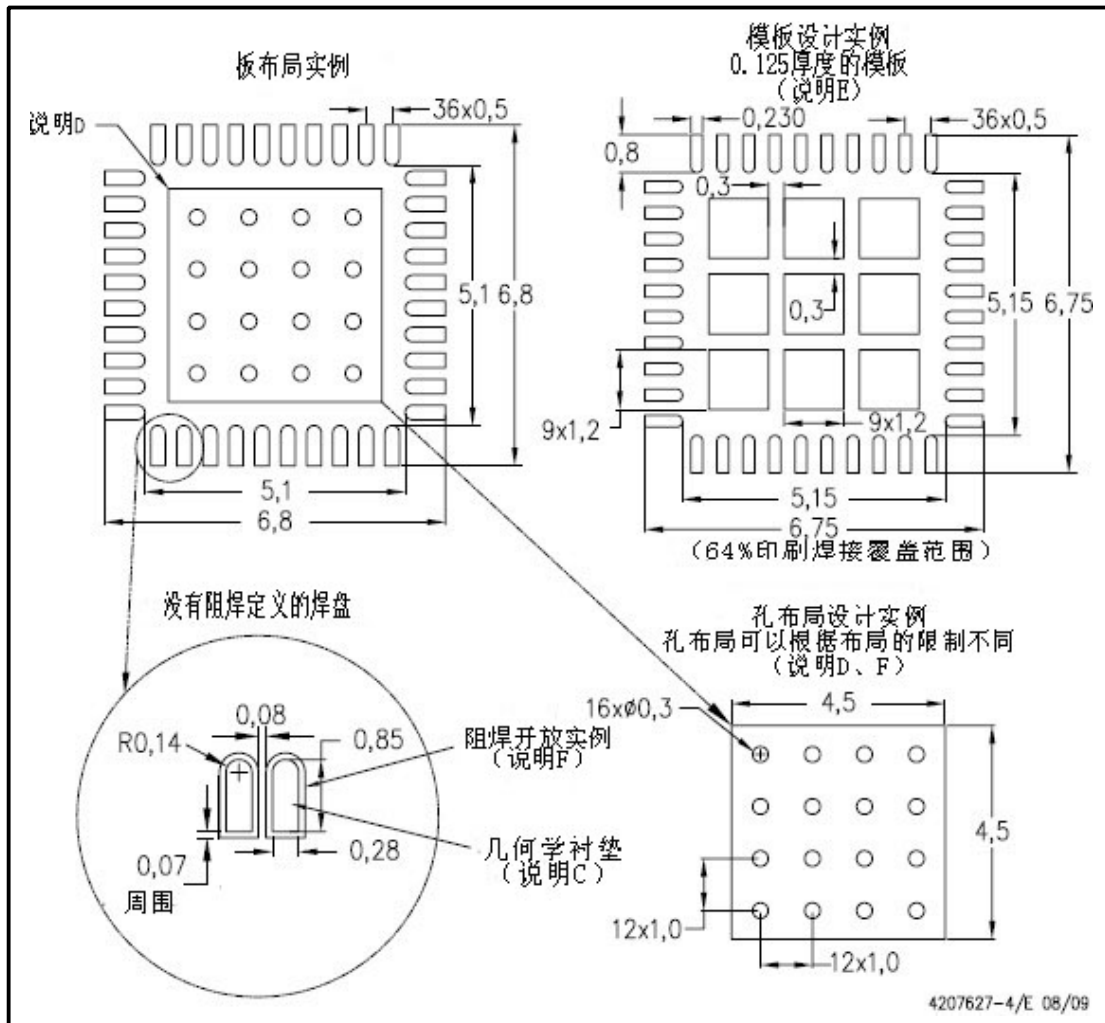 板布局实例
说明D
36x0,5
5,1
6,8
5,1
6,8
模板设计实例
0.125厚度的模板
(说明E)
0,230
36x0,5
0,8
0,3
0,3
5,15
6,75
9x1,2
9x1,2
5,15
6,75
(64%印刷焊接覆盖范围)
没有阻焊定义的焊盘
0,08
R0,14
0,85
阻焊开放实例
(说明F)
0,07
周围
0,28
几何学衬垫
(说明C)
孔布局设计实例
孔布局可以根据布局的限制不同
(说明D、F)
16xø0,3
4,5
4,5
12x1,0
12x1,0
4207627-4/E 08/09